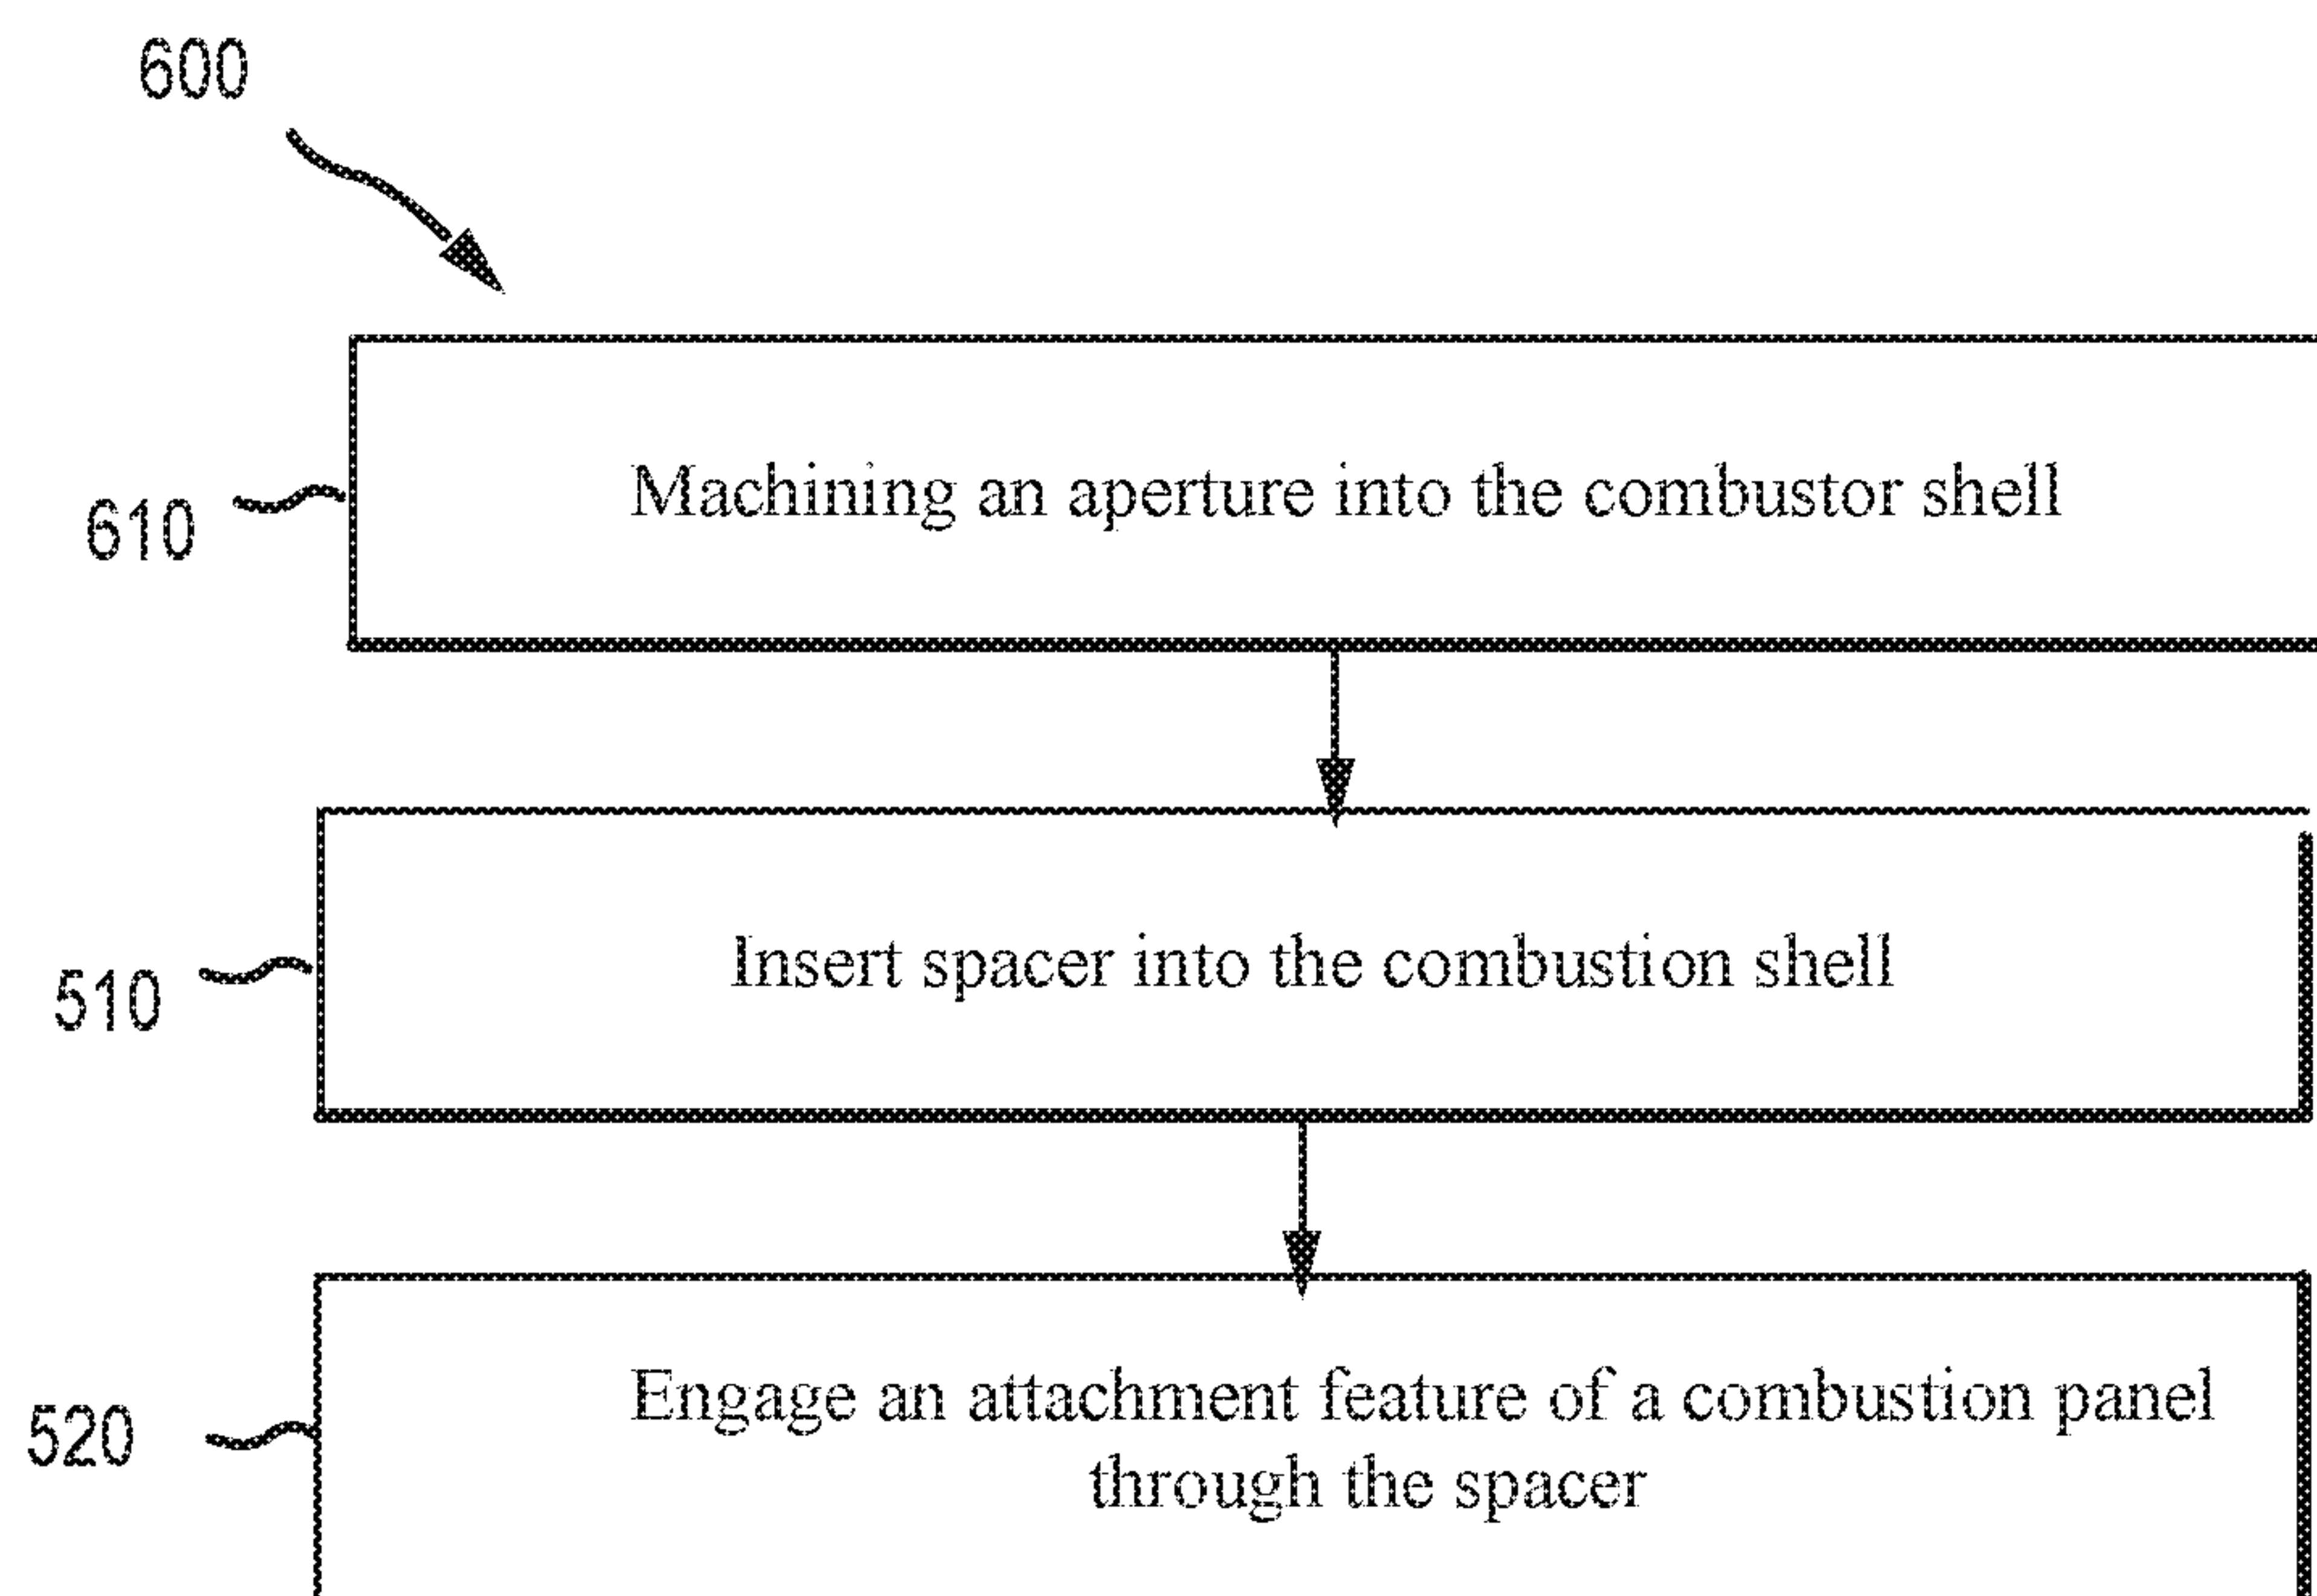 600
610
Machining an aperture into the combustor shell
510
Insert spacer into the combustion shell
520
Engage an attachment feature of a combustion panel
through the spacer